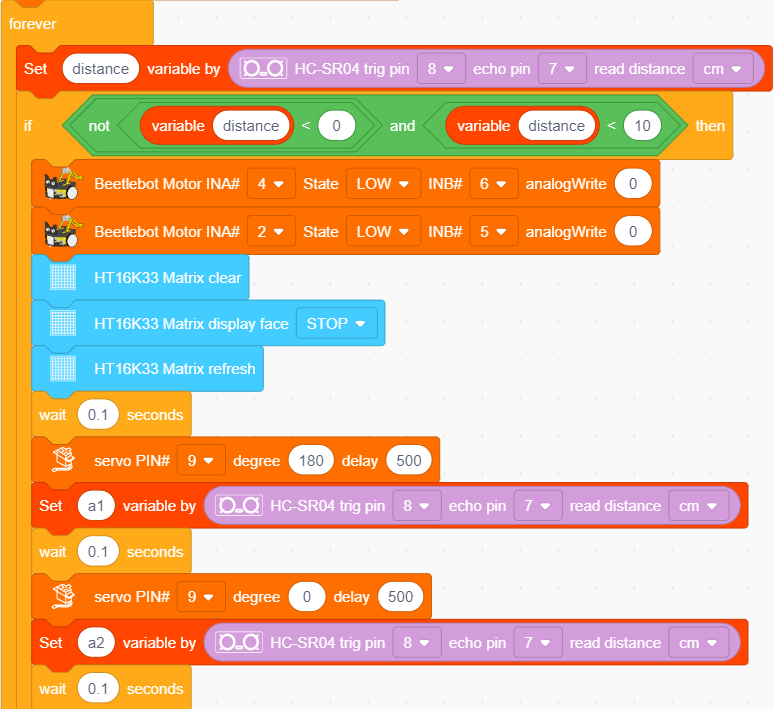 forever
Set distance variable by HC-SR04 trig pin 8 echo pin 7 read distance cm
if not variable distance < 0 and variable distance < 10 then
Beetlebot Motor INA# 4 State LOW INB# 6 analogWrite 0
Beetlebot Motor INA# 2 State LOW INB# 5 analogWrite 0
HT16K33 Matrix clear
HT16K33 Matrix display face STOP
HT16K33 Matrix refresh
wait 0.1 seconds
servo PIN# 9 degree 180 delay 500
Set a1 variable by HC-SR04 trig pin 8 echo pin 7 read distance cm
wait 0.1 seconds
servo PIN# 9 degree 0 delay 500
Set a2 variable by HC-SR04 trig pin 8 echo pin 7 read distance cm
wait 0.1 seconds